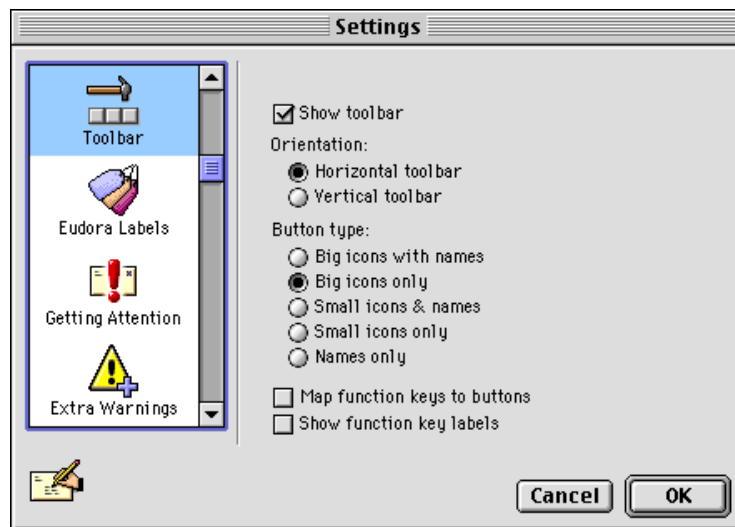 Settings
Toolbar
Eudora Labels
Getting Attention
Extra Warnings
Show toolbar
Orientation:
Horizontal toolbar
Vertical toolbar
Button type:
Big icons with names
Big icons only
Small icons & names
Small icons only
Names only
Map function keys to buttons
Show function key labels
Cancel
OK